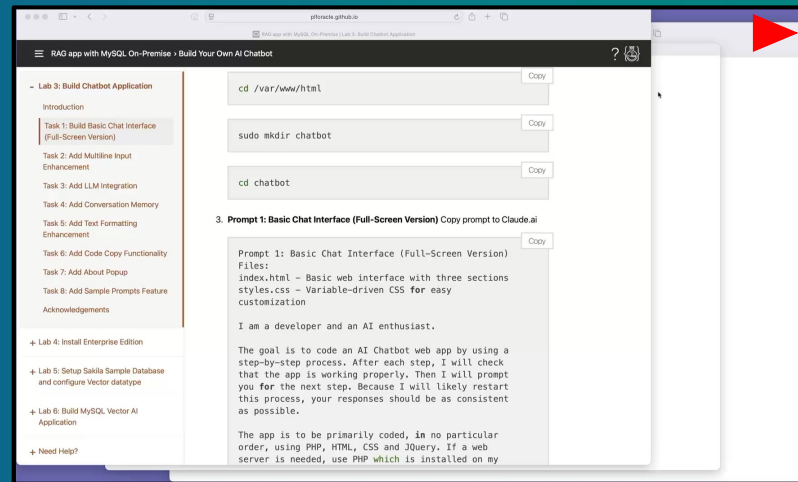 plforacle.github.io
RAG app with MySQL On-Premise | Lab 3: Build Chatbot Application
RAG app with MySQL On-Premise › Build Your Own AI Chatbot
?
- Lab 3: Build Chatbot Application
Introduction
Task 1: Build Basic Chat Interface
(Full-Screen Version)
Task 2: Add Multiline Input
Enhancement
Task 3: Add LLM Integration
Task 4: Add Conversation Memory
Task 5: Add Text Formatting
Enhancement
Task 6: Add Code Copy Functionality
Task 7: Add About Popup
Task 8: Add Sample Prompts Feature
Acknowledgements
+ Lab 4: Install Enterprise Edition
+ Lab 5: Setup Sakila Sample Database
and configure Vector datatype
+ Lab 6: Build MySQL Vector AI
Application
+ Need Help?
Copy
cd /var/www/html
Copy
sudo mkdir chatbot
Copy
cd chatbot
3. Prompt 1: Basic Chat Interface (Full-Screen Version) Copy prompt to Claude.ai
Copy
Prompt 1: Basic Chat Interface (Full-Screen Version)
Files:
index.html – Basic web interface with three sections
styles.css – Variable-driven CSS for easy
customization
I am a developer and an AI enthusiast.
The goal is to code an AI Chatbot web app by using a
step-by-step process. After each step, I will check
that the app is working properly. Then I will prompt
you for the next step. Because I will likely restart
this process, your responses should be as consistent
as possible.
The app is to be primarily coded, in no particular
order, using PHP, HTML, CSS and JQuery. If a web
server is needed, use PHP which is installed on my